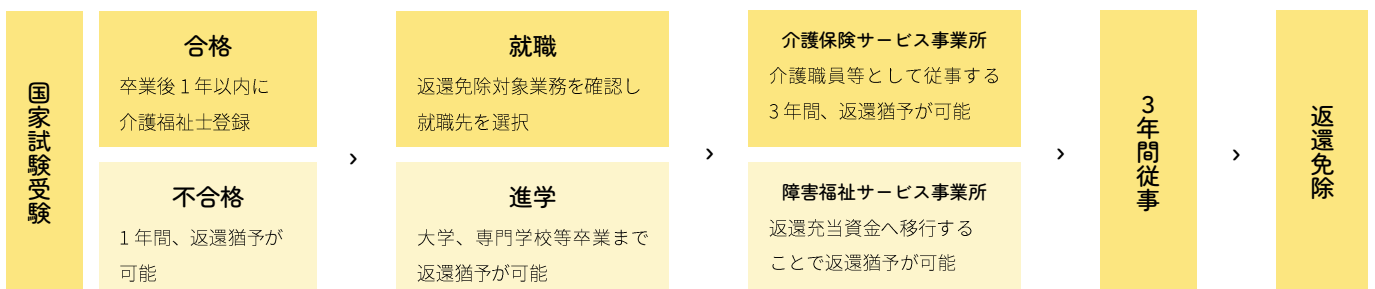 国家試験受験
合格
卒業後1年以内に
介護福祉士登録
不合格
1年間、返還猶予が
可能
›
就職
返還免除対象業務を確認し
就職先を選択
進学
大学、専門学校等卒業まで
返還猶予が可能
›
介護保険サービス事業所
介護職員等として従事する
3年間、返還猶予が可能
障害福祉サービス事業所
返還充当資金へ移行する
ことで返還猶予が可能
›
3年間従事
›
返還免除